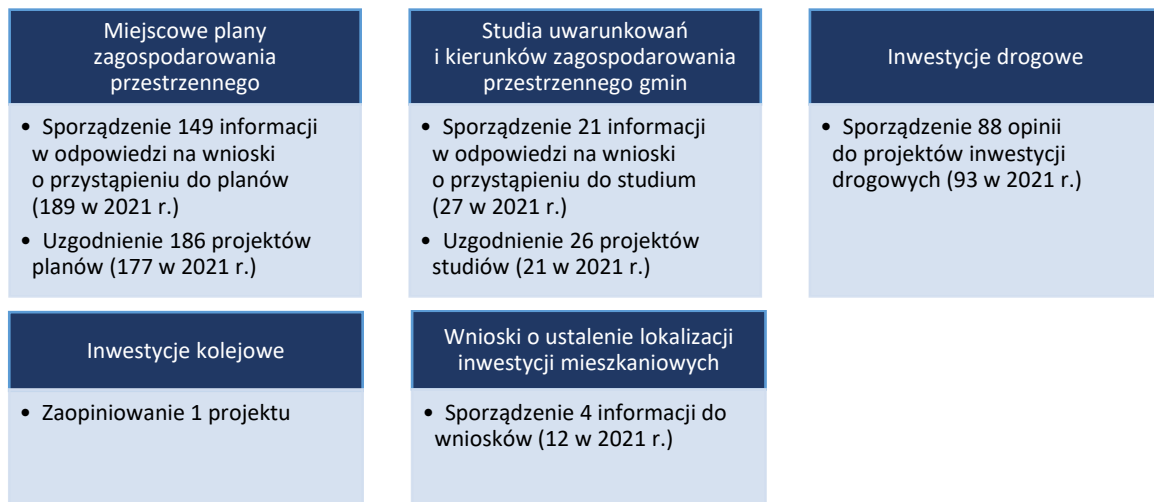 Miejscowe plany
zagospodarowania
przestrzennego
• Sporządzenie 149 informacji
w odpowiedzi na wnioski
o przystąpieniu do planów
(189 w 2021 r.)
• Uzgodnienie 186 projektów
planów (177 w 2021 r.)
Studia uwarunkowań
i kierunków zagospodarowania
przestrzennego gmin
• Sporządzenie 21 informacji
w odpowiedzi na wnioski
o przystąpieniu do studium
(27 w 2021 r.)
• Uzgodnienie 26 projektów
studiów (21 w 2021 r.)
Inwestycje drogowe
• Sporządzenie 88 opinii
do projektów inwestycji
drogowych (93 w 2021 r.)
Inwestycje kolejowe
• Zaopiniowanie 1 projektu
Wnioski o ustalenie lokalizacji
inwestycji mieszkaniowych
• Sporządzenie 4 informacji do
wniosków (12 w 2021 r.)